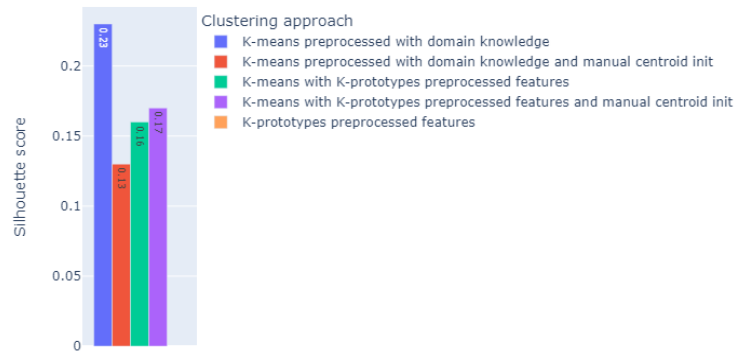 Clustering approach
K-means preprocessed with domain knowledge
K-means preprocessed with domain knowledge and manual centroid init
K-means with K-prototypes preprocessed features
K-means with K-prototypes preprocessed features and manual centroid init
K-prototypes preprocessed features
Silhouette score
0.2
0.15
0.1
0.05
0
0.23
0.13
0.16
0.17